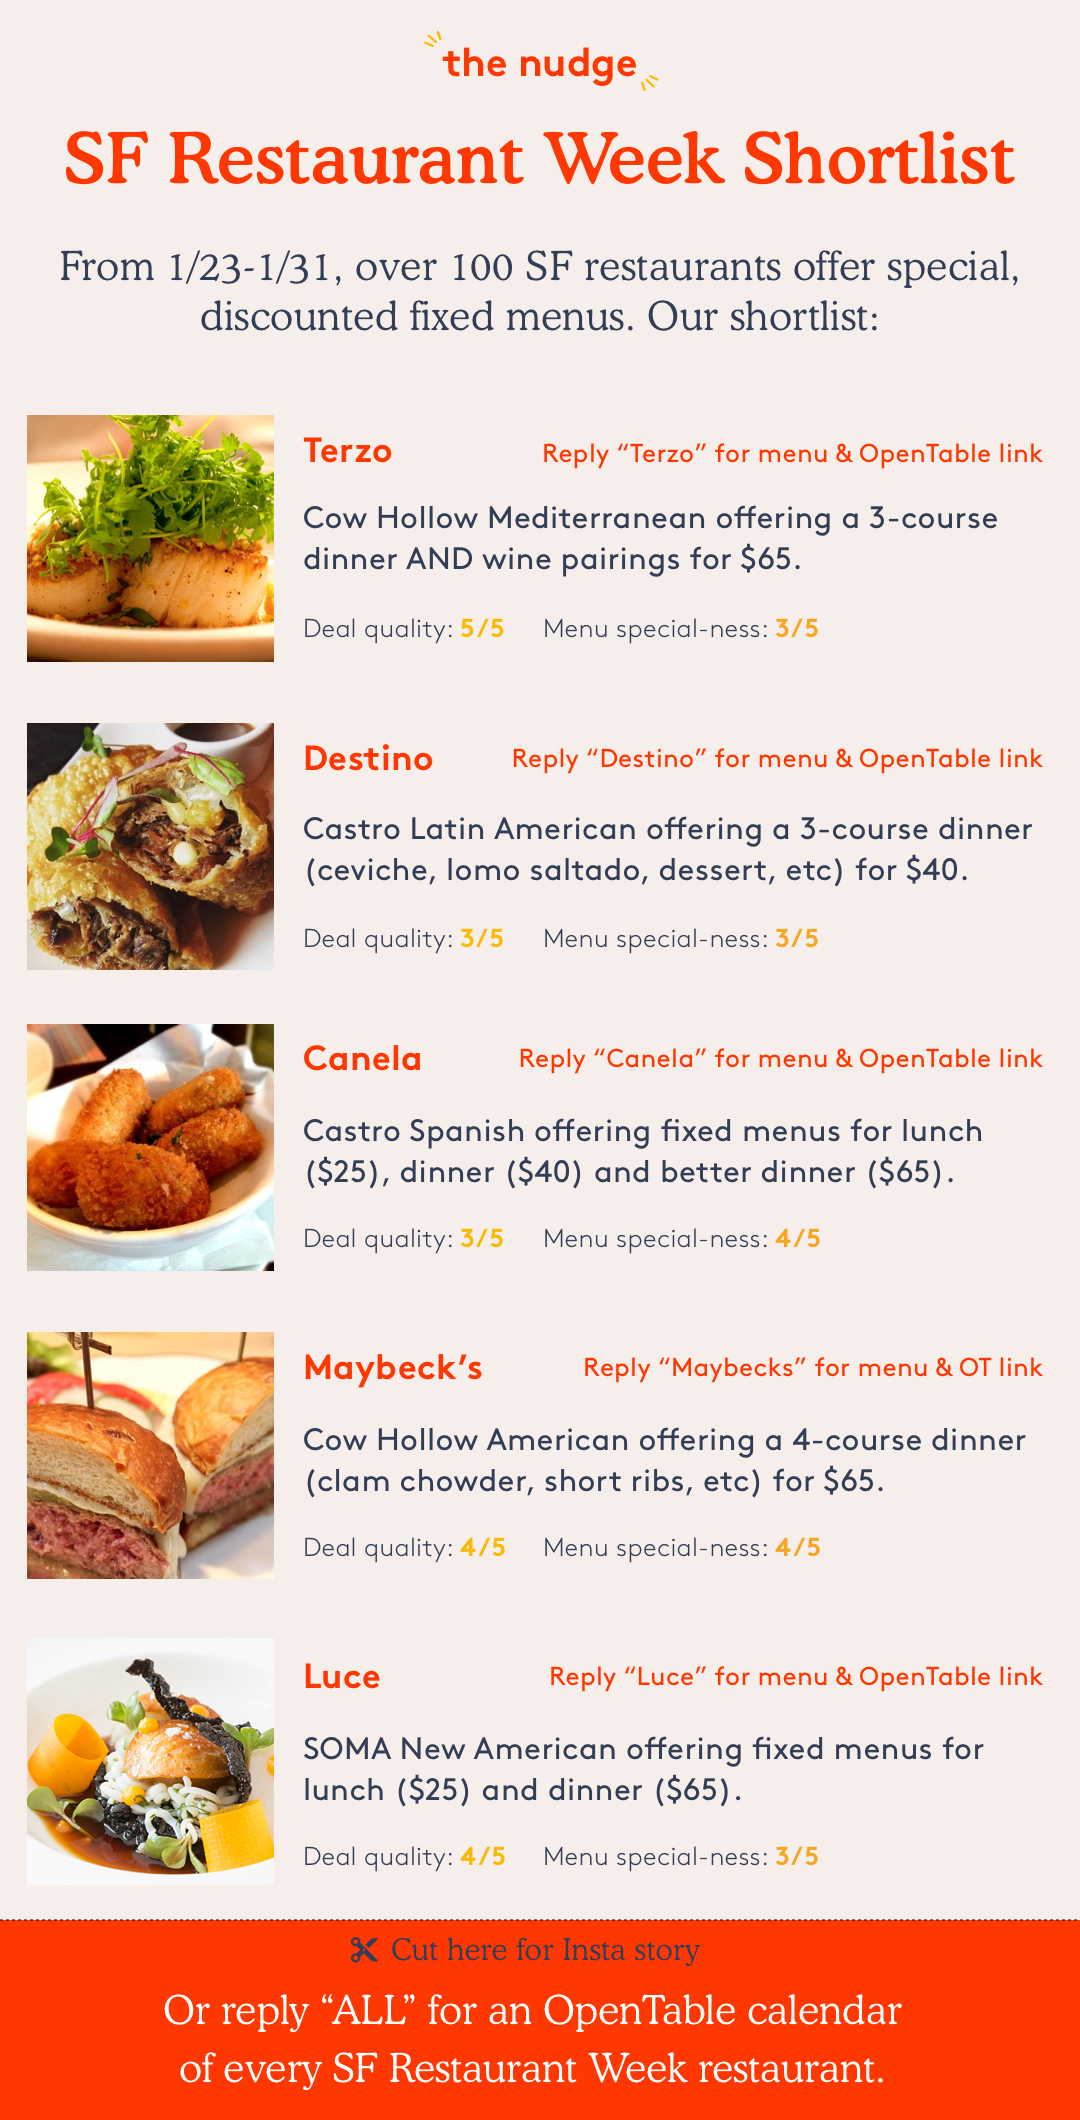 the nudge
SF Restaurant Week Shortlist
From 1/23-1/31, over 100 SF restaurants offer special,
discounted fixed menus. Our shortlist:
Terzo
Reply “Terzo” for menu & OpenTable link
Cow Hollow Mediterranean offering a 3-course
dinner AND wine pairings for $65.
Deal quality: 5/5 Menu special-ness: 3/5
Destino
Reply “Destino” for menu & OpenTable link
Castro Latin American offering a 3-course dinner
(ceviche, lomo saltado, dessert, etc) for $40.
Deal quality: 3/5 Menu special-ness: 3/5
Canela
Reply “Canela” for menu & OpenTable link
Castro Spanish offering fixed menus for lunch
($25), dinner ($40) and better dinner ($65).
Deal quality: 3/5 Menu special-ness: 4/5
Maybeck’s
Reply “Maybecks” for menu & OT link
Cow Hollow American offering a 4-course dinner
(clam chowder, short ribs, etc) for $65.
Deal quality: 4/5 Menu special-ness: 4/5
Luce
Reply “Luce” for menu & OpenTable link
SOMA New American offering fixed menus for
lunch ($25) and dinner ($65).
Deal quality: 4/5 Menu special-ness: 3/5
Cut here for Insta story
Or reply “ALL” for an OpenTable calendar
of every SF Restaurant Week restaurant.